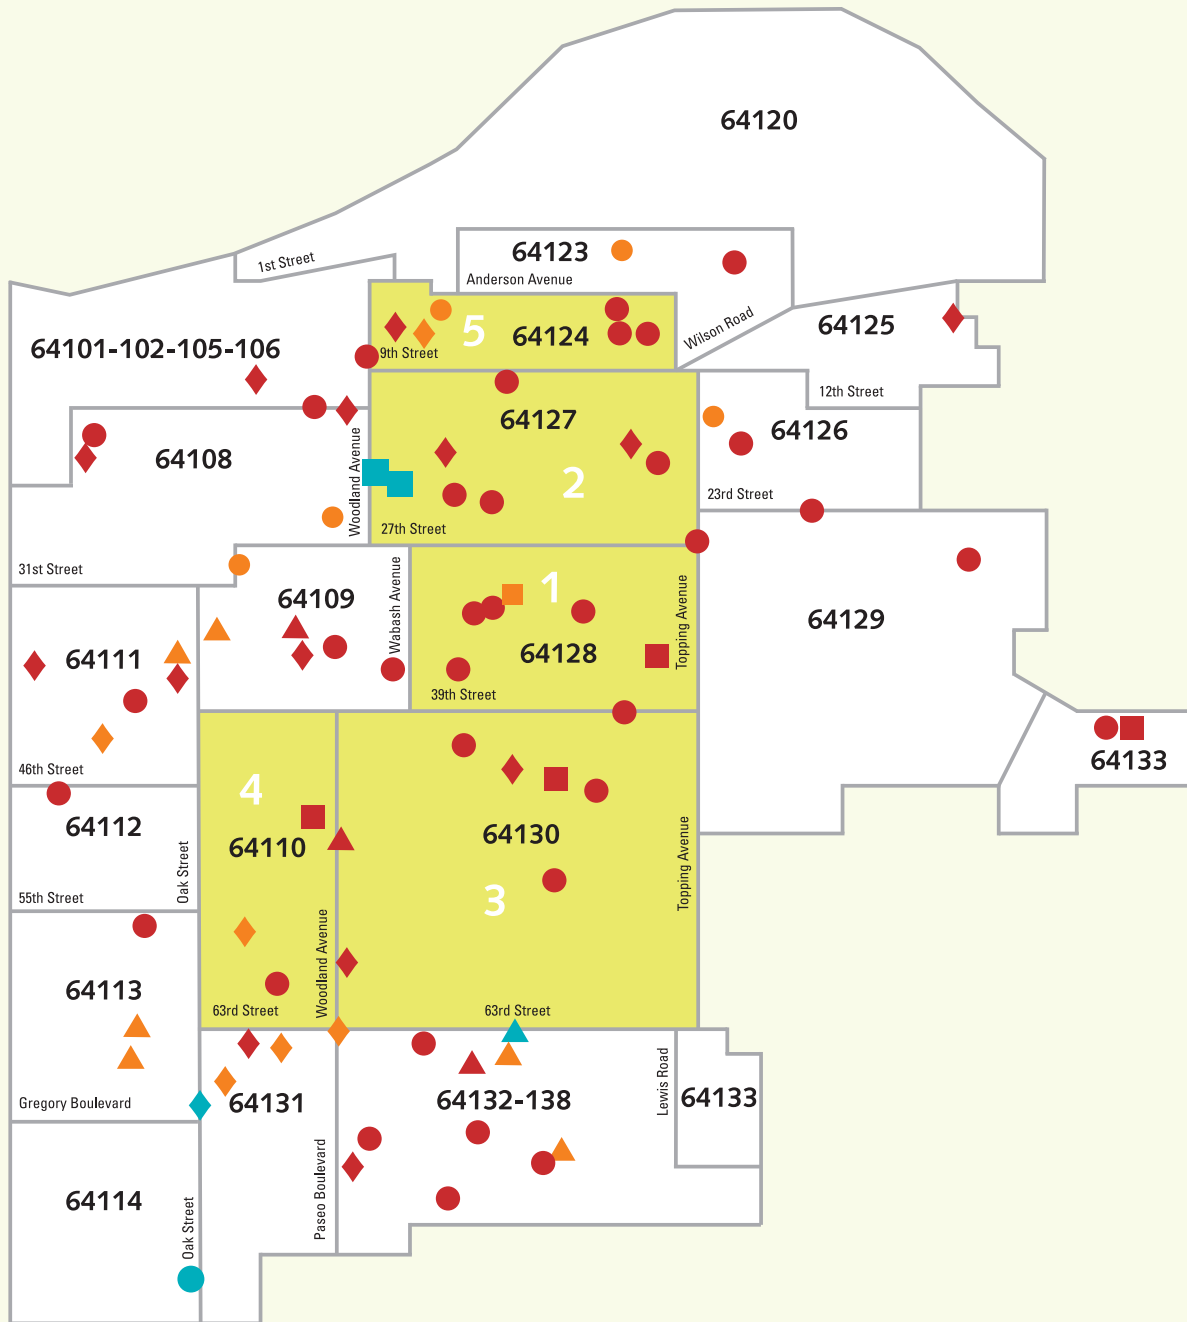 64120
64123
Anderson Avenue
1st Street
Wilson Road
64125
12th Street
64101-102-105-106
5
64124
9th Street
64127
2
27th Street
64126
23rd Street
64108
Woodland Avenue
31st Street
64109
Wabash Avenue
1
64128
39th Street
Topping Avenue
64129
64133
64111
46th Street
64112
55th Street
Oak Street
4
64110
63rd Street
Woodland Avenue
64130
3
63rd Street
Topping Avenue
64113
Gregory Boulevard
64131
Paseo Boulevard
64132-138
Lewis Road
64133
64114
Oak Street